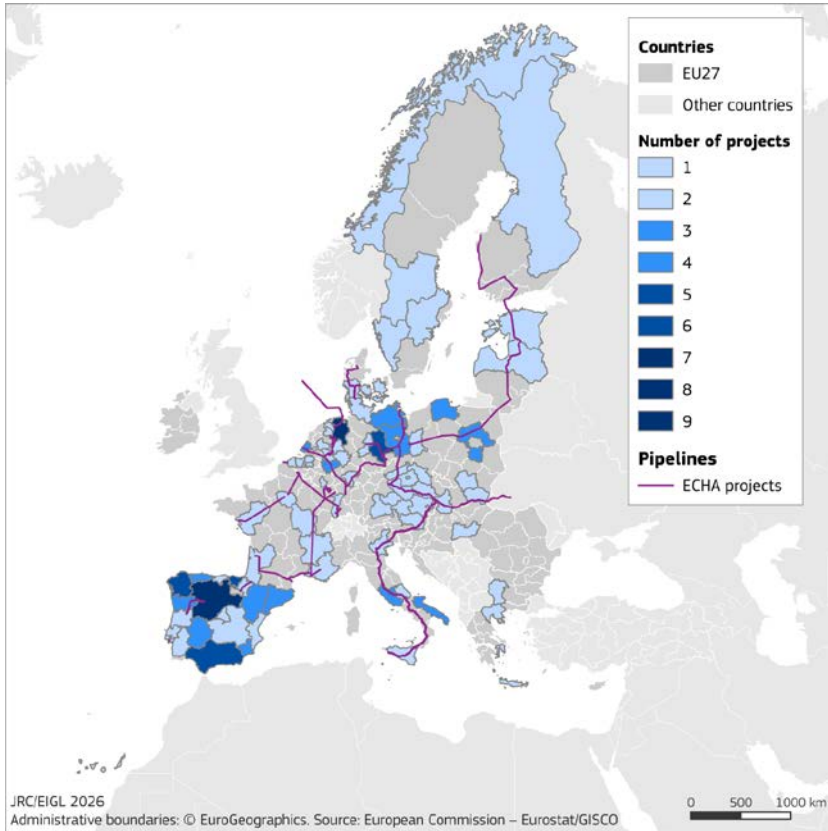 Countries
EU27
Other countries
Number of projects
1
2
3
4
5
6
7
8
9
Pipelines
ECHA projects
JRC/EIGL 2026
Administrative boundaries: © EuroGeographics. Source: European Commission – Eurostat/GISCO
0 500 1000 km